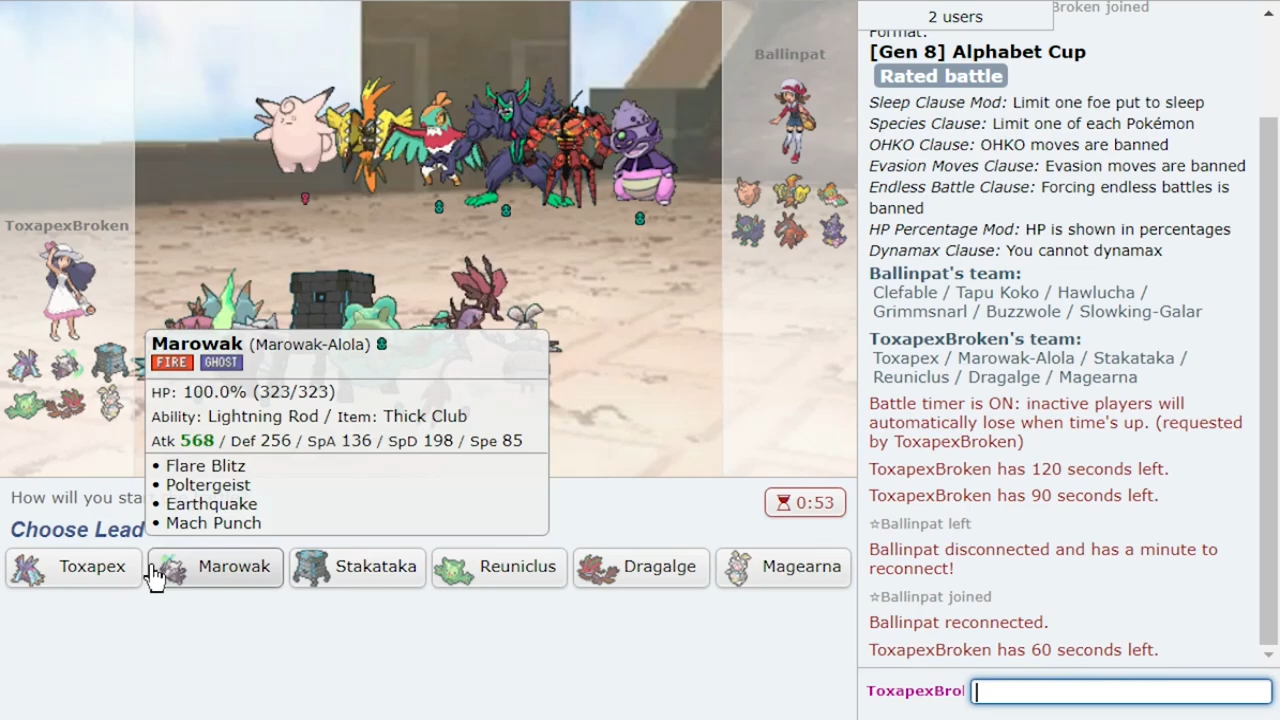 Ballinpat
ToxapexBroken
Marowak (Marowak-Alola)
FIRE GHOST
HP: 100.0% (323/323)
Ability: Lightning Rod / Item: Thick Club
Atk 568 / Def 256 / SpA 136 / SpD 198 / Spe 85
• Flare Blitz
• Poltergeist
• Earthquake
• Mach Punch
How will you sta
0:53
Choose Lead
Toxapex
Marowak
Stakataka
Reuniclus
Dragalge
Magearna
2 users
Broken joined
Format:
[Gen 8] Alphabet Cup
Rated battle
Sleep Clause Mod: Limit one foe put to sleep
Species Clause: Limit one of each Pokémon
OHKO Clause: OHKO moves are banned
Evasion Moves Clause: Evasion moves are banned
Endless Battle Clause: Forcing endless battles is
banned
HP Percentage Mod: HP is shown in percentages
Dynamax Clause: You cannot dynamax
Ballinpat's team:
Clefable / Tapu Koko / Hawlucha /
Grimmsnarl / Buzzwole / Slowking-Galar
ToxapexBroken's team:
Toxapex / Marowak-Alola / Stakataka /
Reuniclus / Dragalge / Magearna
Battle timer is ON: inactive players will
automatically lose when time's up. (requested
by ToxapexBroken)
ToxapexBroken has 120 seconds left.
ToxapexBroken has 90 seconds left.
☆Ballinpat left
Ballinpat disconnected and has a minute to
reconnect!
☆Ballinpat joined
Ballinpat reconnected.
ToxapexBroken has 60 seconds left.
ToxapexBro